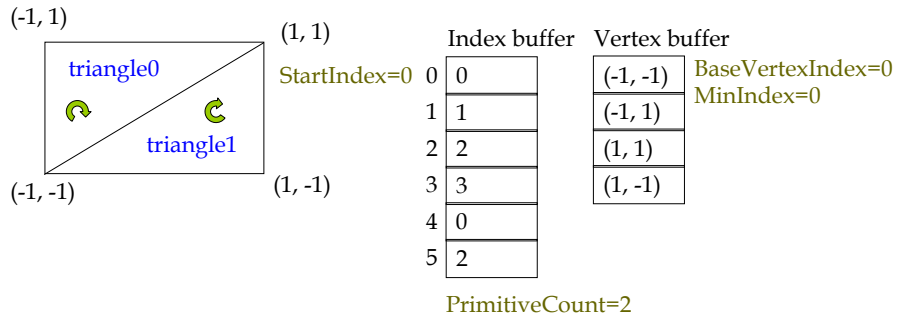 (-1, 1)
(1, 1)
triangle0
triangle1
(-1, -1)
(1, -1)
Index buffer
StartIndex=0
0 0
1 1
2 2
3 3
4 0
5 2
PrimitiveCount=2
Vertex buffer
(-1, -1)
(-1, 1)
(1, 1)
(1, -1)
BaseVertexIndex=0
MinIndex=0